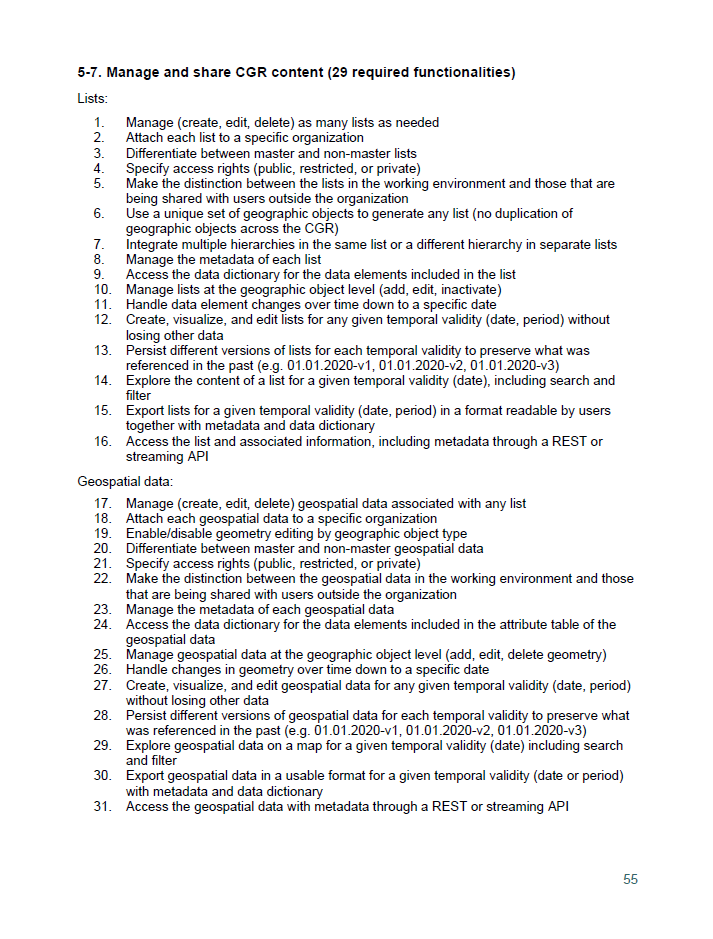 5-7. Manage and share CGR content (29 required functionalities)
Lists:
1. Manage (create, edit, delete) as many lists as needed
2. Attach each list to a specific organization
3. Differentiate between master and non-master lists
4. Specify access rights (public, restricted, or private)
5. Make the distinction between the lists in the working environment and those that are
being shared with users outside the organization
6. Use a unique set of geographic objects to generate any list (no duplication of
geographic objects across the CGR)
7. Integrate multiple hierarchies in the same list or a different hierarchy in separate lists
8. Manage the metadata of each list
9. Access the data dictionary for the data elements included in the list
10. Manage lists at the geographic object level (add, edit, inactivate)
11. Handle data element changes over time down to a specific date
12. Create, visualize, and edit lists for any given temporal validity (date, period) without
losing other data
13. Persist different versions of lists for each temporal validity to preserve what was
referenced in the past (e.g. 01.01.2020-v1, 01.01.2020-v2, 01.01.2020-v3)
14. Explore the content of a list for a given temporal validity (date), including search and
filter
15. Export lists for a given temporal validity (date, period) in a format readable by users
together with metadata and data dictionary
16. Access the list and associated information, including metadata through a REST or
streaming API
Geospatial data:
17. Manage (create, edit, delete) geospatial data associated with any list
18. Attach each geospatial data to a specific organization
19. Enable/disable geometry editing by geographic object type
20. Differentiate between master and non-master geospatial data
21. Specify access rights (public, restricted, or private)
22. Make the distinction between the geospatial data in the working environment and those
that are being shared with users outside the organization
23. Manage the metadata of each geospatial data
24. Access the data dictionary for the data elements included in the attribute table of the
geospatial data
25. Manage geospatial data at the geographic object level (add, edit, delete geometry)
26. Handle changes in geometry over time down to a specific date
27. Create, visualize, and edit geospatial data for any given temporal validity (date, period)
without losing other data
28. Persist different versions of geospatial data for each temporal validity to preserve what
was referenced in the past (e.g. 01.01.2020-v1, 01.01.2020-v2, 01.01.2020-v3)
29. Explore geospatial data on a map for a given temporal validity (date) including search
and filter
30. Export geospatial data in a usable format for a given temporal validity (date or period)
with metadata and data dictionary
31. Access the geospatial data with metadata through a REST or streaming API
55